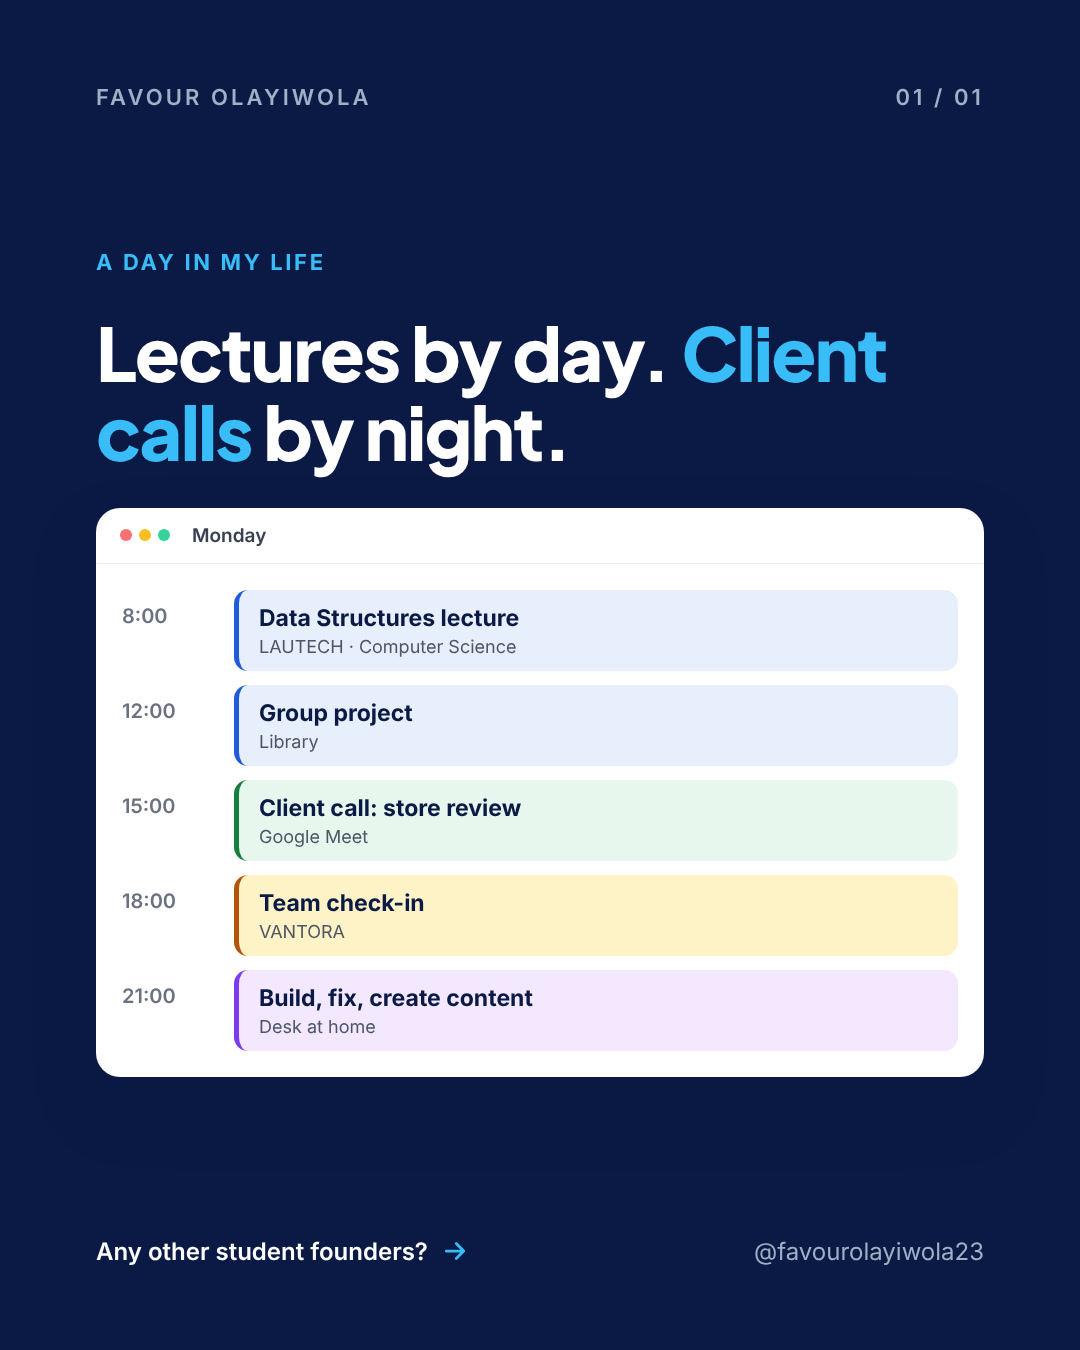 FAVOUR OLAYIWOLA
01 / 01
A DAY IN MY LIFE
Lectures by day. Client
calls by night.
Monday
8:00
Data Structures lecture
LAUTECH · Computer Science
12:00
Group project
Library
15:00
Client call: store review
Google Meet
18:00
Team check-in
VANTORA
21:00
Build, fix, create content
Desk at home
Any other student founders? →
@favourolayiwola23